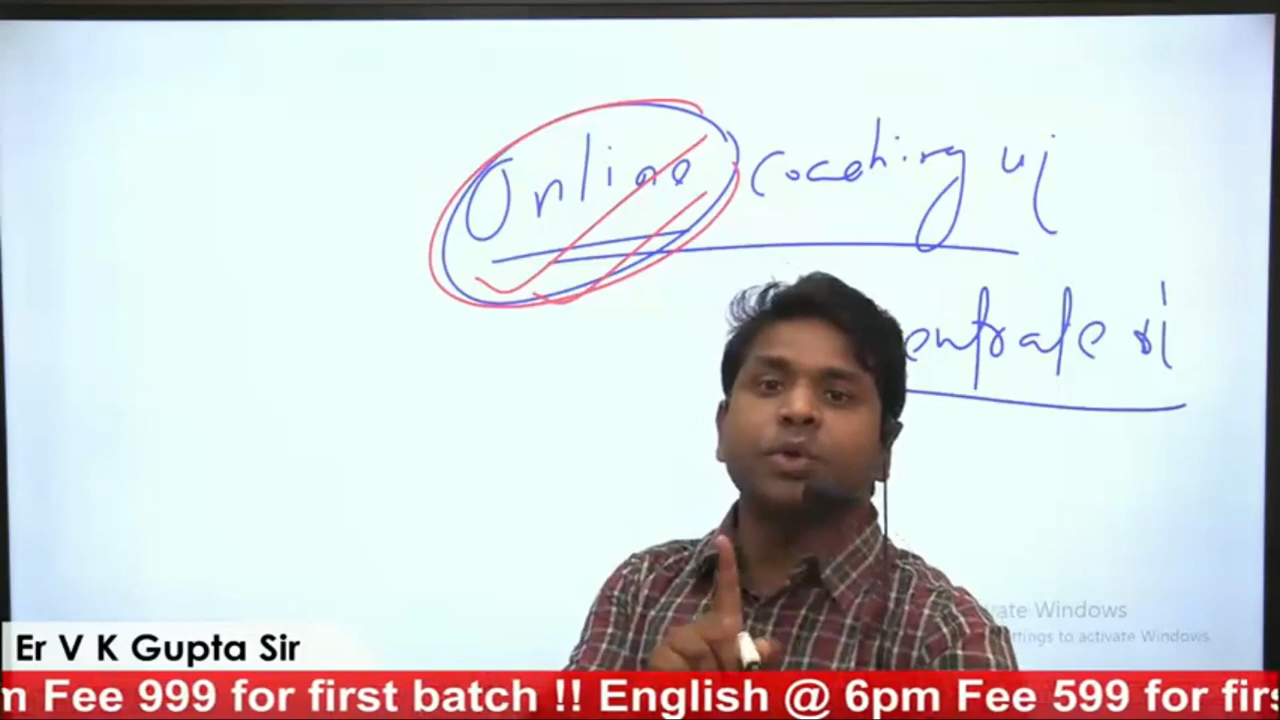 Online coaching
Er V K Gupta Sir
m Fee 999 for first batch !! English @ 6pm Fee 599 for firs
vate Windows
ttings to activate Windows.